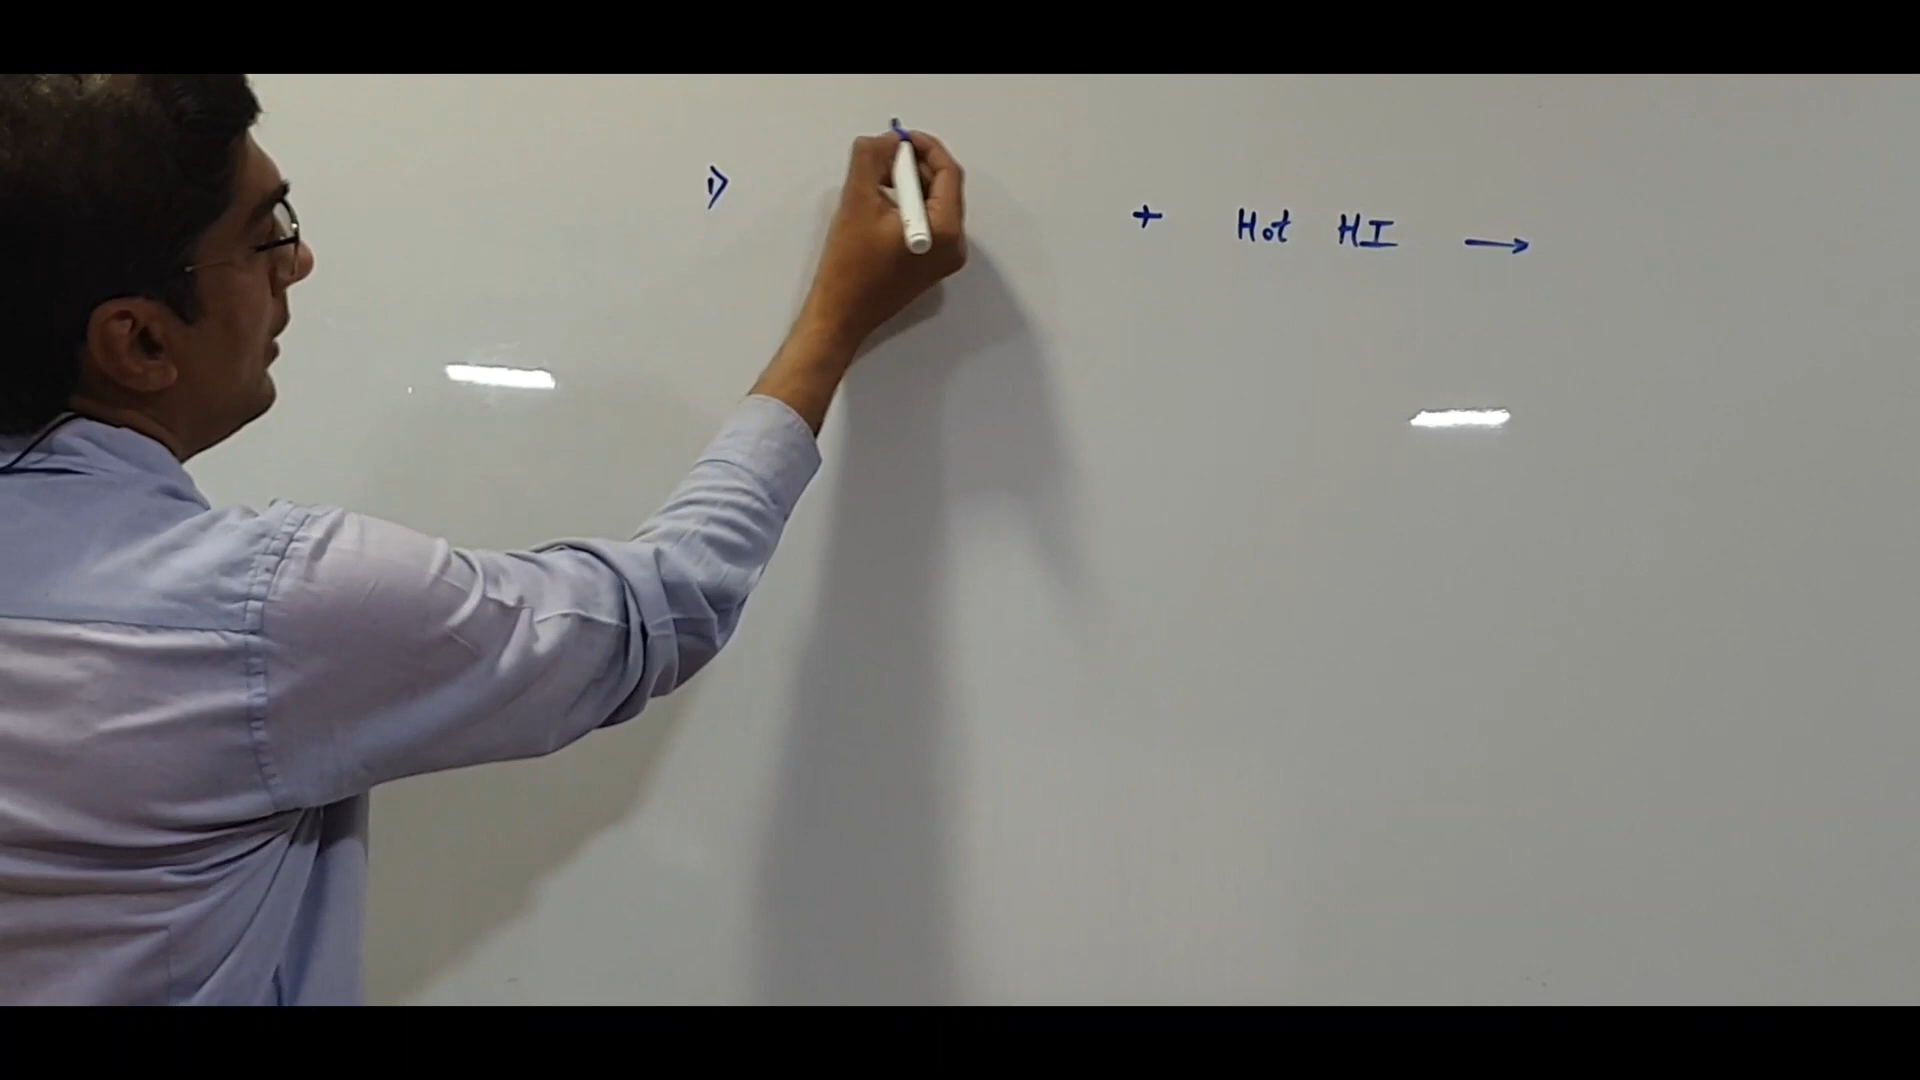 1) + Hot HI →